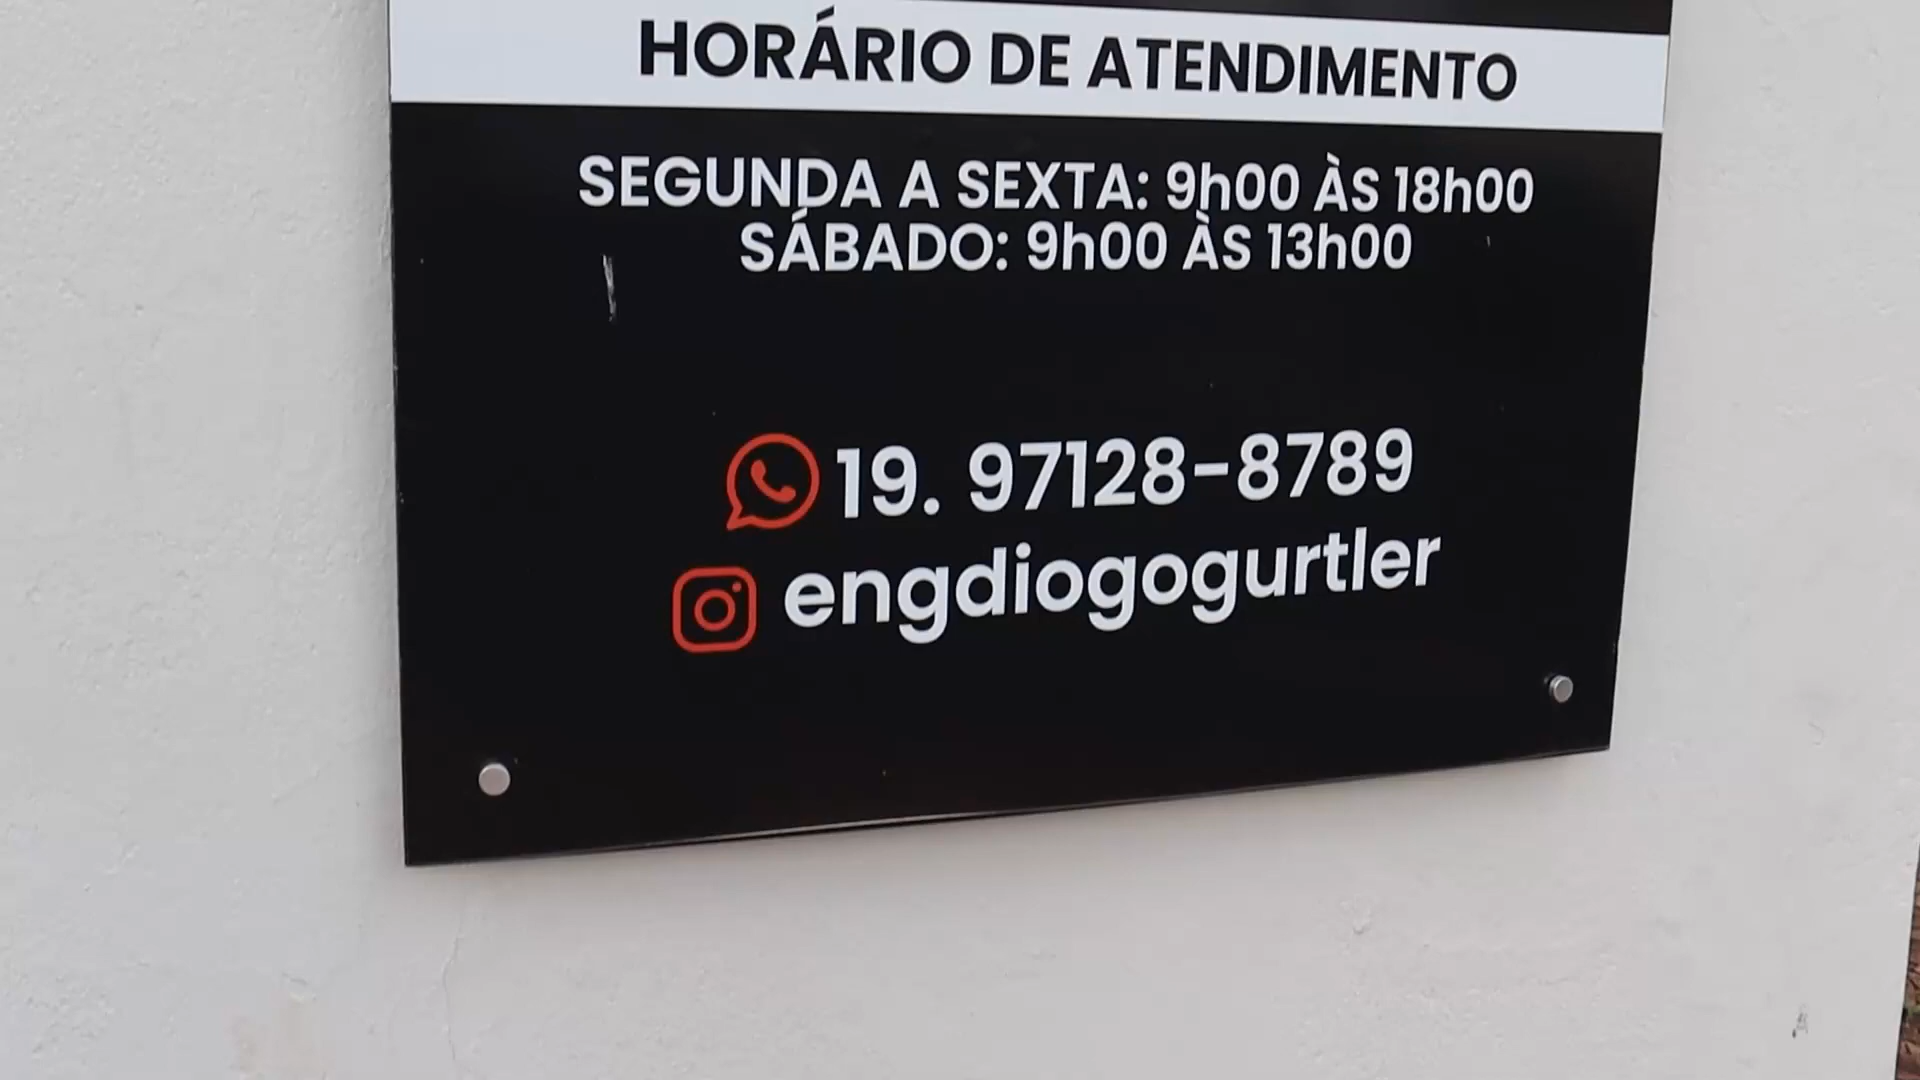 HORÁRIO DE ATENDIMENTO
SEGUNDA A SEXTA: 9h00 ÀS 18h00
SÁBADO: 9h00 ÀS 13h00
19. 97128-8789
engdiogogurtler